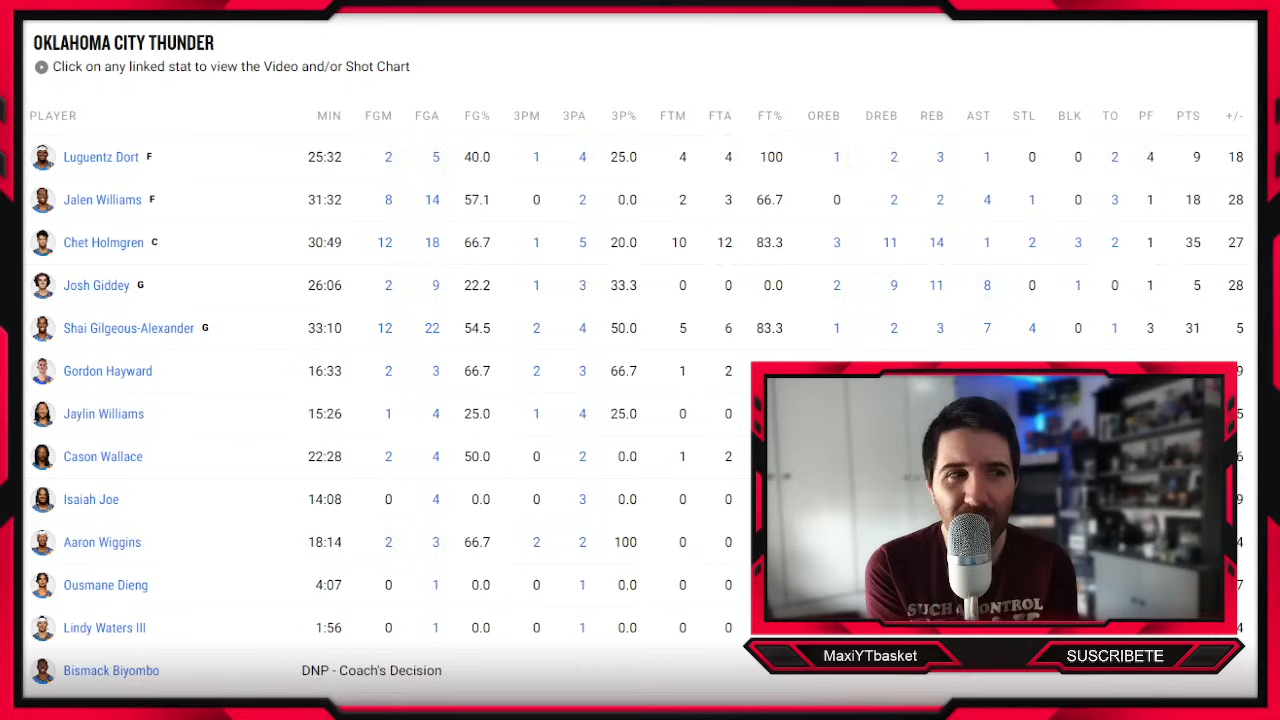 OKLAHOMA CITY THUNDER
Click on any linked stat to view the Video and/or Shot Chart
PLAYER MIN FGM FGA FG% 3PM 3PA 3P% FTM FTA FT% OREB DREB REB AST STL BLK TO PF PTS +/-
Luguentz Dort F 25:32 2 5 40.0 1 4 25.0 4 4 100 1 2 3 1 0 0 2 4 9 18
Jalen Williams F 31:32 8 14 57.1 0 2 0.0 2 3 66.7 0 2 2 4 1 0 3 1 18 28
Chet Holmgren C 30:49 12 18 66.7 1 5 20.0 10 12 83.3 3 11 14 1 2 3 2 1 35 27
Josh Giddey G 26:06 2 9 22.2 1 3 33.3 0 0 0.0 2 9 11 8 0 1 0 1 5 28
Shai Gilgeous-Alexander G 33:10 12 22 54.5 2 4 50.0 5 6 83.3 1 2 3 7 4 0 1 3 31 5
Gordon Hayward 16:33 2 3 66.7 2 3 66.7 1 2 9
Jaylin Williams 15:26 1 4 25.0 1 4 25.0 0 0 5
Cason Wallace 22:28 2 4 50.0 0 2 0.0 1 2 6
Isaiah Joe 14:08 0 4 0.0 0 3 0.0 0 0 9
Aaron Wiggins 18:14 2 3 66.7 2 2 100 0 0 4
Ousmane Dieng 4:07 0 1 0.0 0 1 0.0 0 0 7
Lindy Waters III 1:56 0 1 0.0 0 1 0.0 0 0 4
Bismack Biyombo DNP - Coach's Decision
SUCH A CONTROL
MaxiYTbasket
SUSCRIBETE